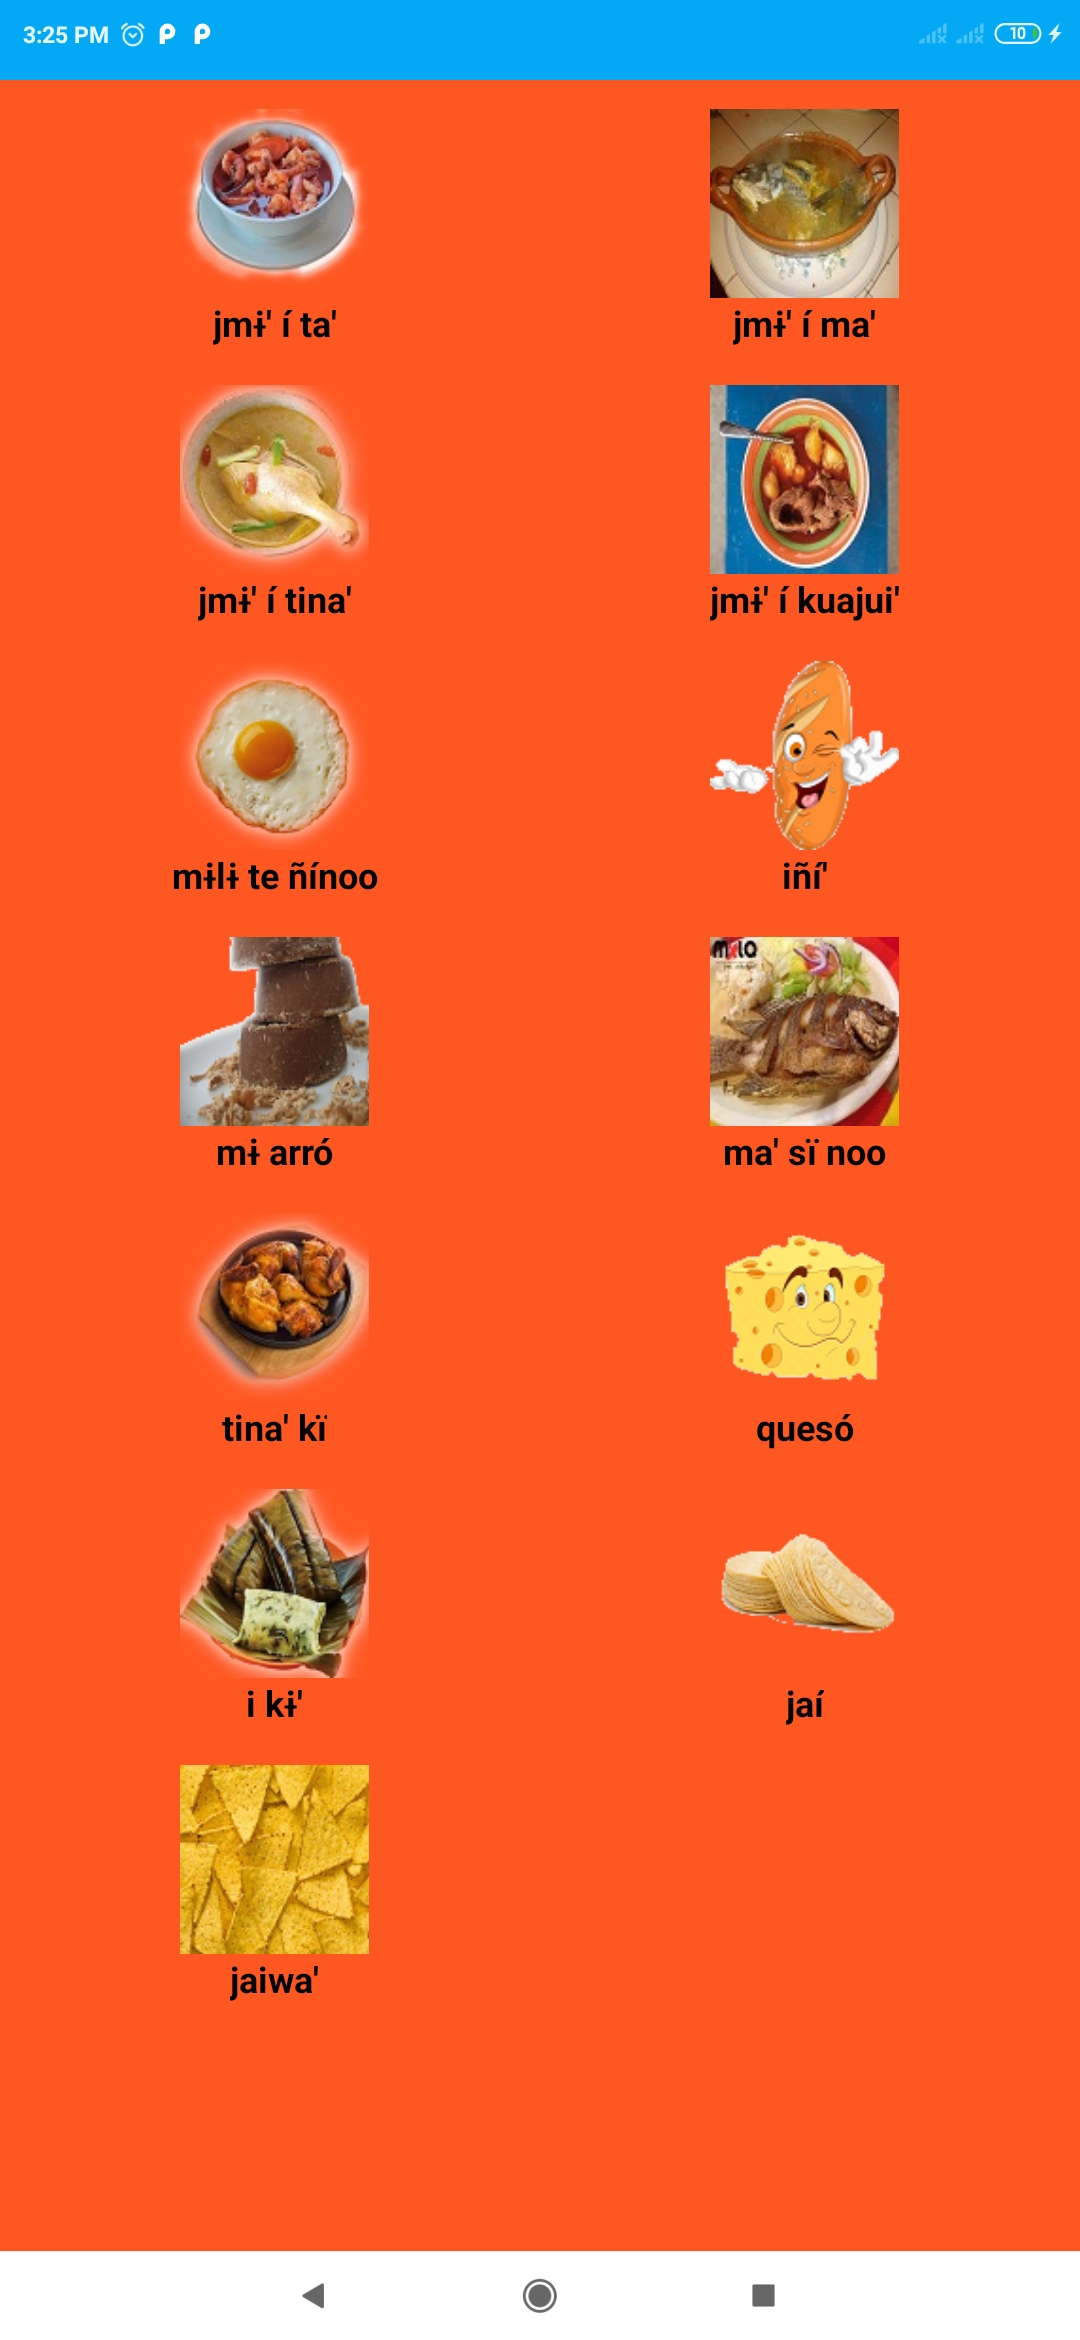 3:25 PM
10
jmɨ' í ta'
jmɨ' í ma'
jmɨ' í tina'
jmɨ' í kuajui'
mɨlɨ te ñínoo
iñí'
mɨ arró
ma' sï noo
tina' kï
quesó
i kɨ'
jaí
jaiwa'